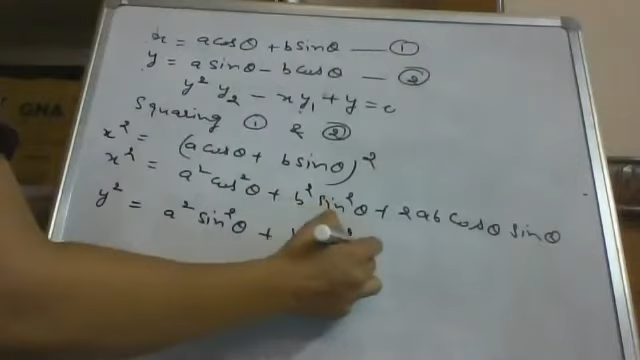 x = a cos θ + b sin θ — ①
y = a sin θ - b cos θ — ②
y² y₂ - x y₁ + y = 0
Squaring ① & ②
x² = (a cos θ + b sin θ)²
x² = a² cos² θ + b² sin² θ + 2ab cos θ sin θ
y² = a² sin² θ +
GNA